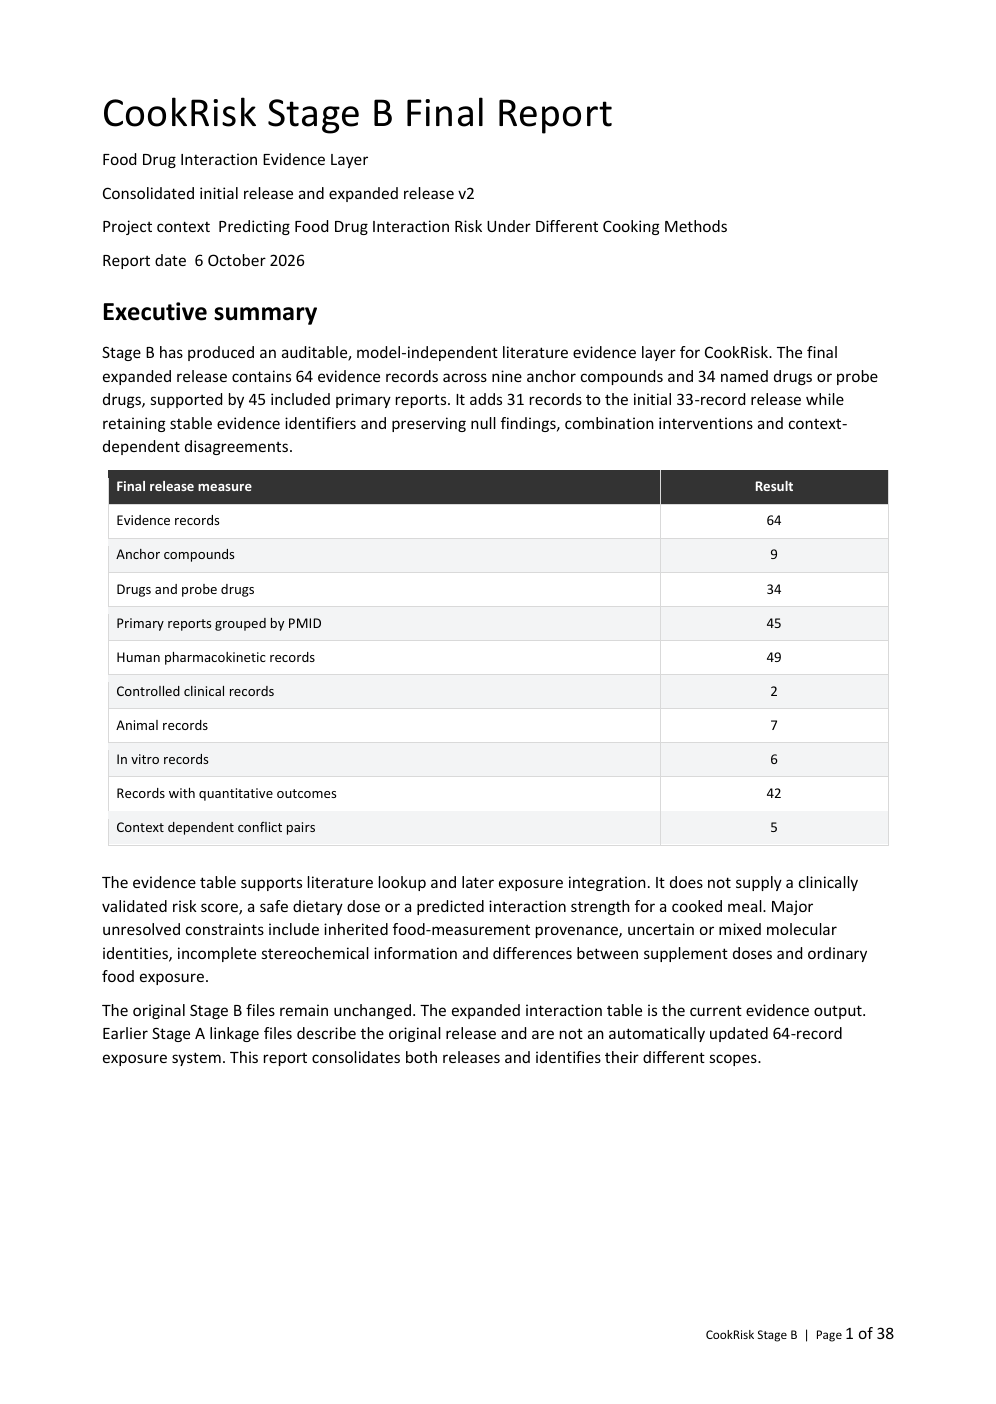 CookRisk Stage B Final Report
Food Drug Interaction Evidence Layer
Consolidated initial release and expanded release v2
Project context  Predicting Food Drug Interaction Risk Under Different Cooking Methods
Report date  6 October 2026
Executive summary
Stage B has produced an auditable, model-independent literature evidence layer for CookRisk. The final
expanded release contains 64 evidence records across nine anchor compounds and 34 named drugs or probe
drugs, supported by 45 included primary reports. It adds 31 records to the initial 33-record release while
retaining stable evidence identifiers and preserving null findings, combination interventions and context-
dependent disagreements.
Final release measure Result
Evidence records 64
Anchor compounds 9
Drugs and probe drugs 34
Primary reports grouped by PMID 45
Human pharmacokinetic records 49
Controlled clinical records 2
Animal records 7
In vitro records 6
Records with quantitative outcomes 42
Context dependent conflict pairs 5
The evidence table supports literature lookup and later exposure integration. It does not supply a clinically
validated risk score, a safe dietary dose or a predicted interaction strength for a cooked meal. Major
unresolved constraints include inherited food-measurement provenance, uncertain or mixed molecular
identities, incomplete stereochemical information and differences between supplement doses and ordinary
food exposure.
The original Stage B files remain unchanged. The expanded interaction table is the current evidence output.
Earlier Stage A linkage files describe the original release and are not an automatically updated 64-record
exposure system. This report consolidates both releases and identifies their different scopes.
CookRisk Stage B | Page 1 of 38